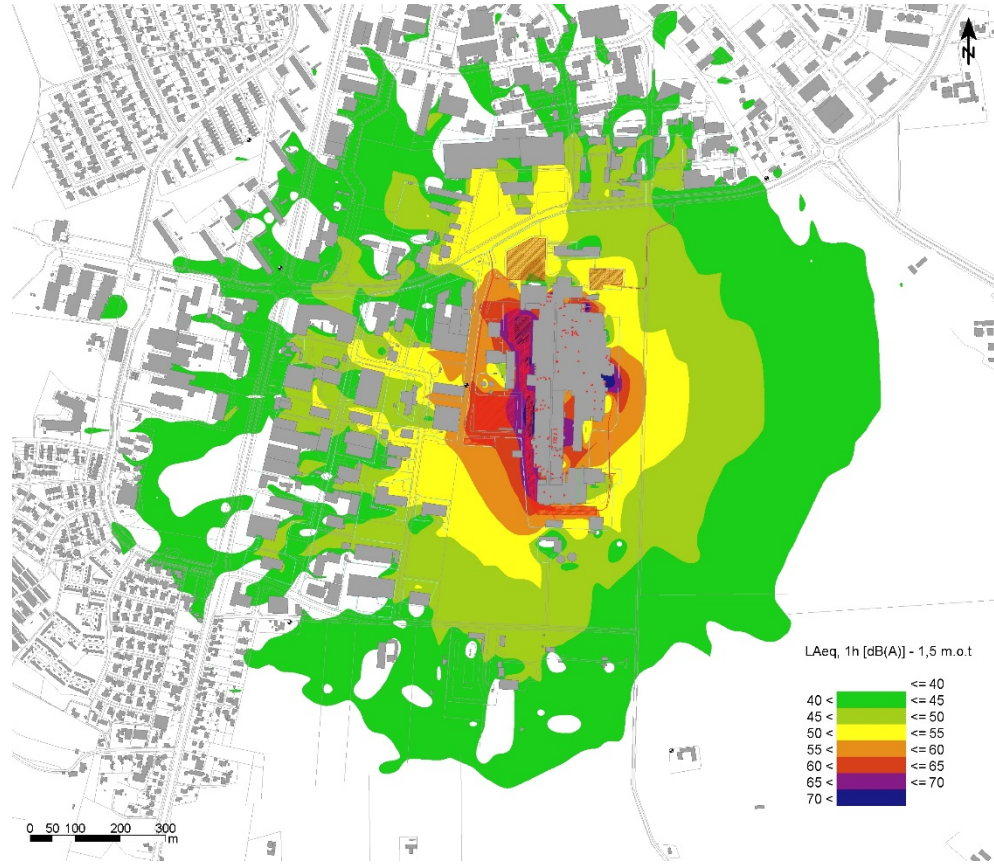 N
LAeq, 1h [dB(A)] - 1,5 m.o.t
<= 40
40 < <= 45
45 < <= 50
50 < <= 55
55 < <= 60
60 < <= 65
65 < <= 70
70 <
0 50 100 200 300
m